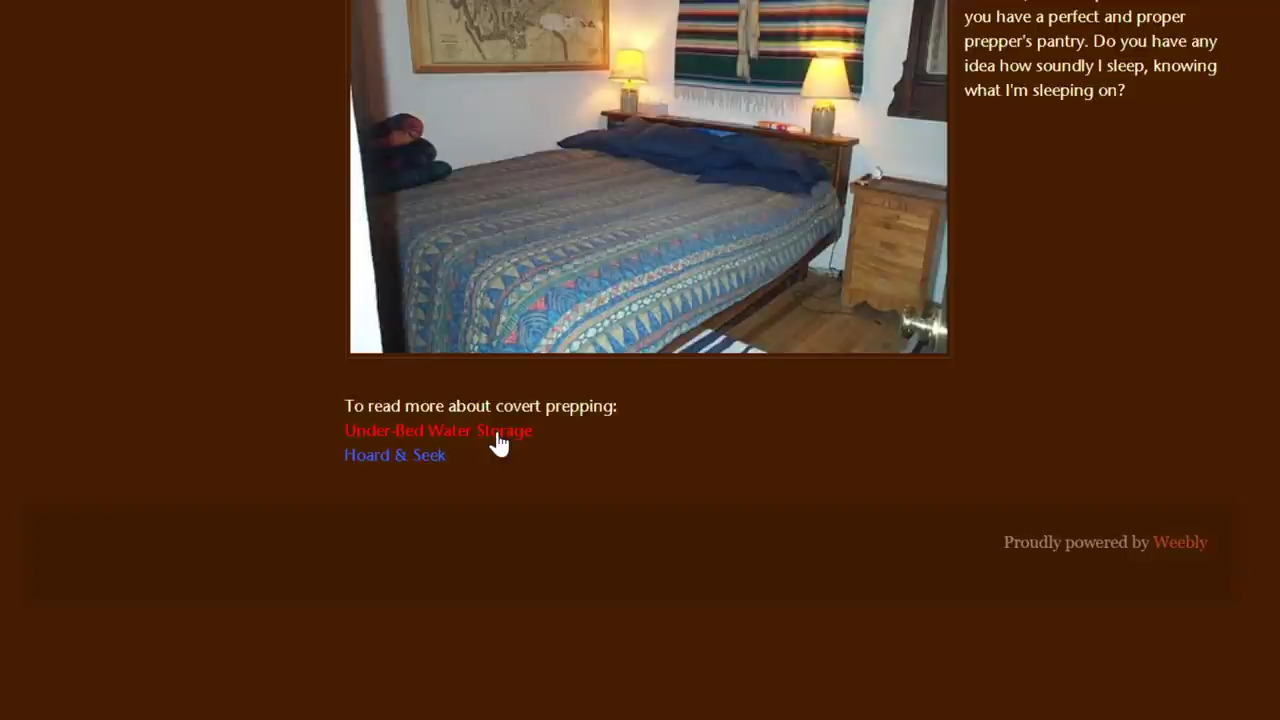 you have a perfect and proper
prepper's pantry. Do you have any
idea how soundly I sleep, knowing
what I'm sleeping on?
To read more about covert prepping:
Under-Bed Water Storage
Hoard & Seek
Proudly powered by Weebly